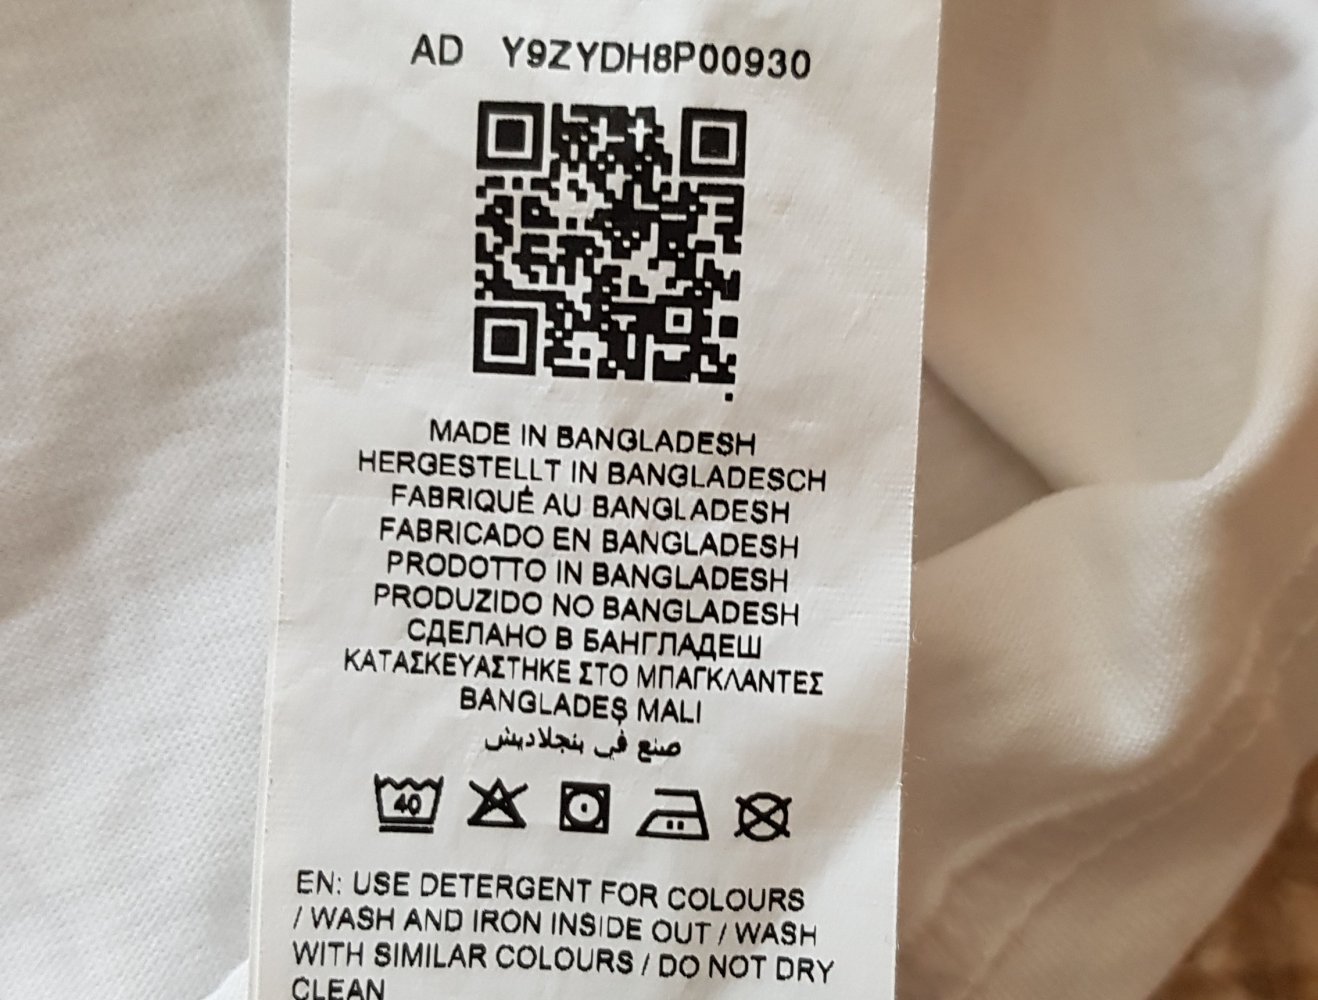 AD Y9ZYDH8P00930
MADE IN BANGLADESH
HERGESTELLT IN BANGLADESCH
FABRIQUÉ AU BANGLADESH
FABRICADO EN BANGLADESH
PRODOTTO IN BANGLADESH
PRODUZIDO NO BANGLADESH
СДЕЛАНО В БАНГЛАДЕШ
ΚΑΤΑΣΚΕΥΑΣΤΗΚΕ ΣΤΟ ΜΠΑΓΚΛΑΝΤΕΣ
BANGLADEŞ MALI
صنع في بنجلاديش
40
EN: USE DETERGENT FOR COLOURS
/ WASH AND IRON INSIDE OUT / WASH
WITH SIMILAR COLOURS / DO NOT DRY
CLEAN